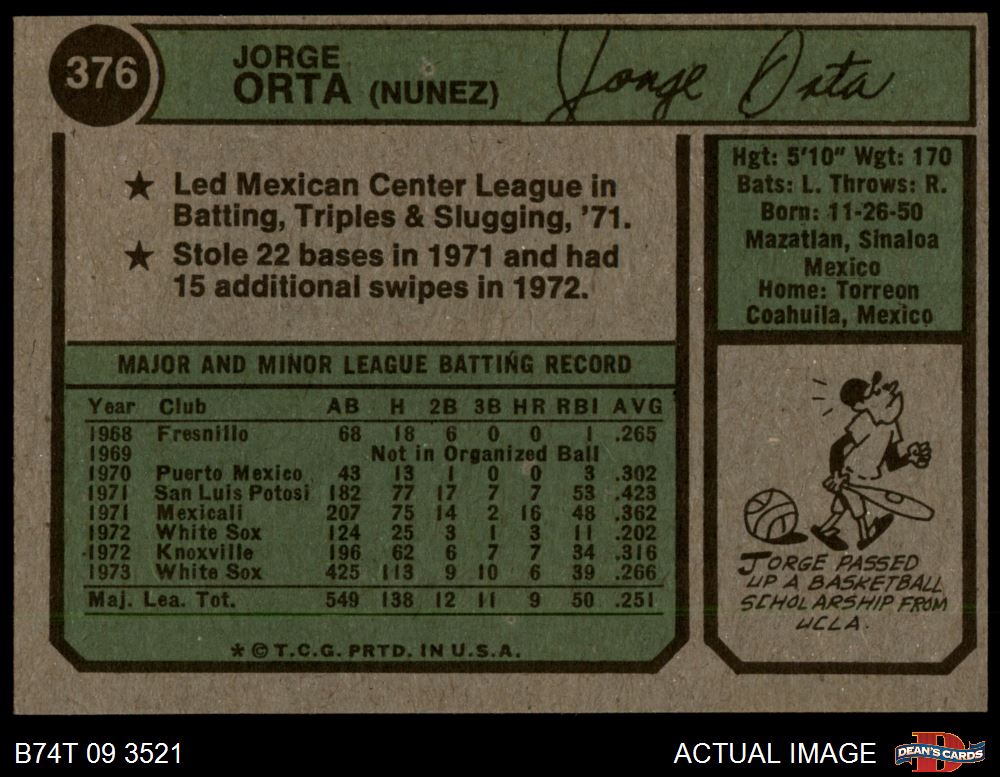 376
JORGE
ORTA (NUNEZ)
Jorge Orta
★ Led Mexican Center League in
Batting, Triples & Slugging, '71.
★ Stole 22 bases in 1971 and had
15 additional swipes in 1972.
Hgt: 5'10" Wgt: 170
Bats: L. Throws: R.
Born: 11-26-50
Mazatlan, Sinaloa
Mexico
Home: Torreon
Coahuila, Mexico
MAJOR AND MINOR LEAGUE BATTING RECORD
Year Club AB H 2B 3B HR RBI AVG
1968 Fresnillo 68 18 6 0 0 1 .265
1969 Not in Organized Ball
1970 Puerto Mexico 43 13 1 0 0 3 .302
1971 San Luis Potosi 182 77 17 7 7 53 .423
1971 Mexicali 207 75 14 2 16 48 .362
1972 White Sox 124 25 3 1 3 11 .202
1972 Knoxville 196 62 6 7 7 34 .316
1973 White Sox 425 113 9 10 6 39 .266
Maj. Lea. Tot. 549 138 12 11 9 50 .251
* © T.C.G. PRTD. IN U.S.A.
JORGE PASSED
UP A BASKETBALL
SCHOLARSHIP FROM
UCLA.
B74T 09 3521
ACTUAL IMAGE
DEAN'S CARDS